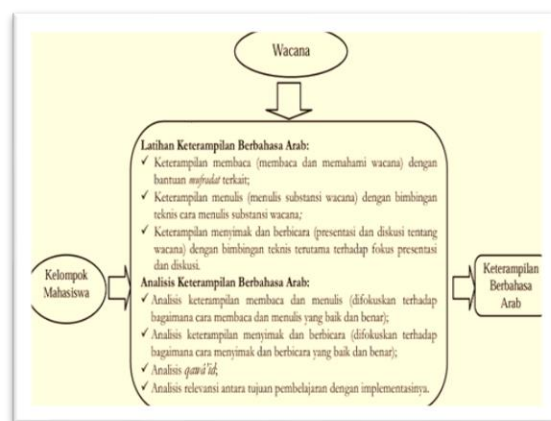 Wacana
Latihan Keterampilan Berbahasa Arab:
✓ Keterampilan membaca (membaca dan memahami wacana) dengan
bantuan mufradat terkait;
✓ Keterampilan menulis (menulis substansi wacana) dengan bimbingan
teknis cara menulis substansi wacana;
✓ Keterampilan menyimak dan berbicara (presentasi dan diskusi tentang
wacana) dengan bimbingan teknis terutama terhadap fokus presentasi
dan diskusi.
Analisis Keterampilan Berbahasa Arab:
✓ Analisis keterampilan membaca dan menulis (difokuskan terhadap
bagaimana cara membaca dan menulis yang baik dan benar);
✓ Analisis keterampilan menyimak dan berbicara (difokuskan terhadap
bagaimana cara menyimak dan berbicara yang baik dan benar);
✓ Analisis qawâ'id;
✓ Analisis relevansi antara tujuan pembelajaran dengan implementasinya.
Kelompok
Mahasiswa
Keterampilan
Berbahasa
Arab